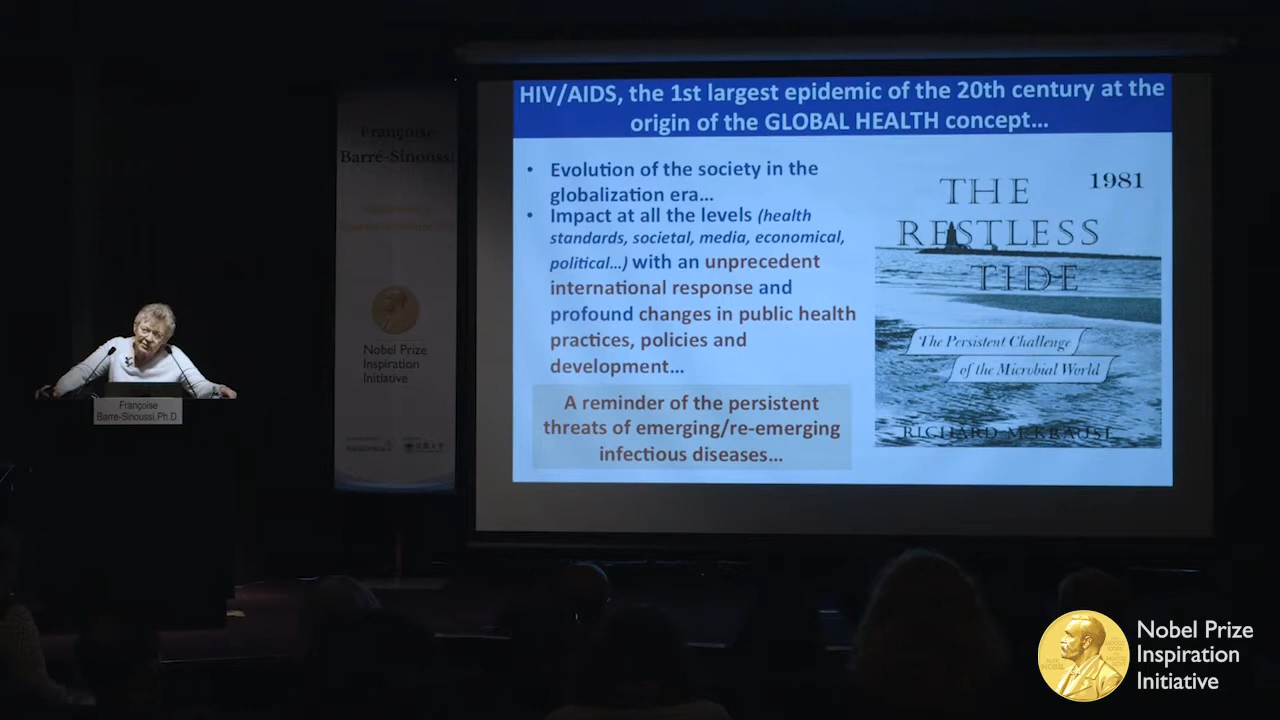 HIV/AIDS, the 1st largest epidemic of the 20th century at the
origin of the GLOBAL HEALTH concept...
• Evolution of the society in the
globalization era...
• Impact at all the levels (health
standards, societal, media, economical,
political...) with an unprecedent
international response and
profound changes in public health
practices, policies and
development...
A reminder of the persistent
threats of emerging/re-emerging
infectious diseases...
1981
THE
RESTLESS
TIDE
The Persistent Challenge
of the Microbial World
RICHARD M. KRAUSE
Françoise
Barré-Sinoussi
Nobel Prize
Inspiration
Initiative
Françoise
Barre-Sinoussi,Ph.D.
Nobel Prize
Inspiration
Initiative